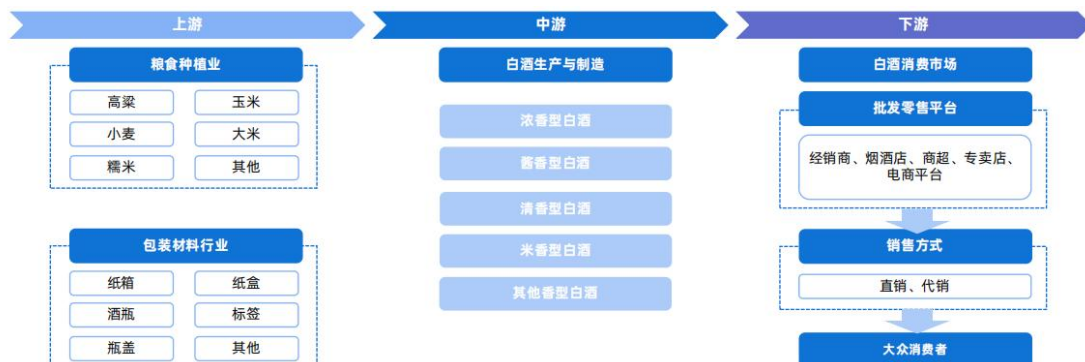 上游
中游
下游
粮食种植业
高粱
玉米
小麦
大米
糯米
其他
包装材料行业
纸箱
纸盒
酒瓶
标签
瓶盖
其他
白酒生产与制造
浓香型白酒
酱香型白酒
清香型白酒
米香型白酒
其他香型白酒
白酒消费市场
批发零售平台
经销商、烟酒店、商超、专卖店、
电商平台
销售方式
直销、代销
大众消费者